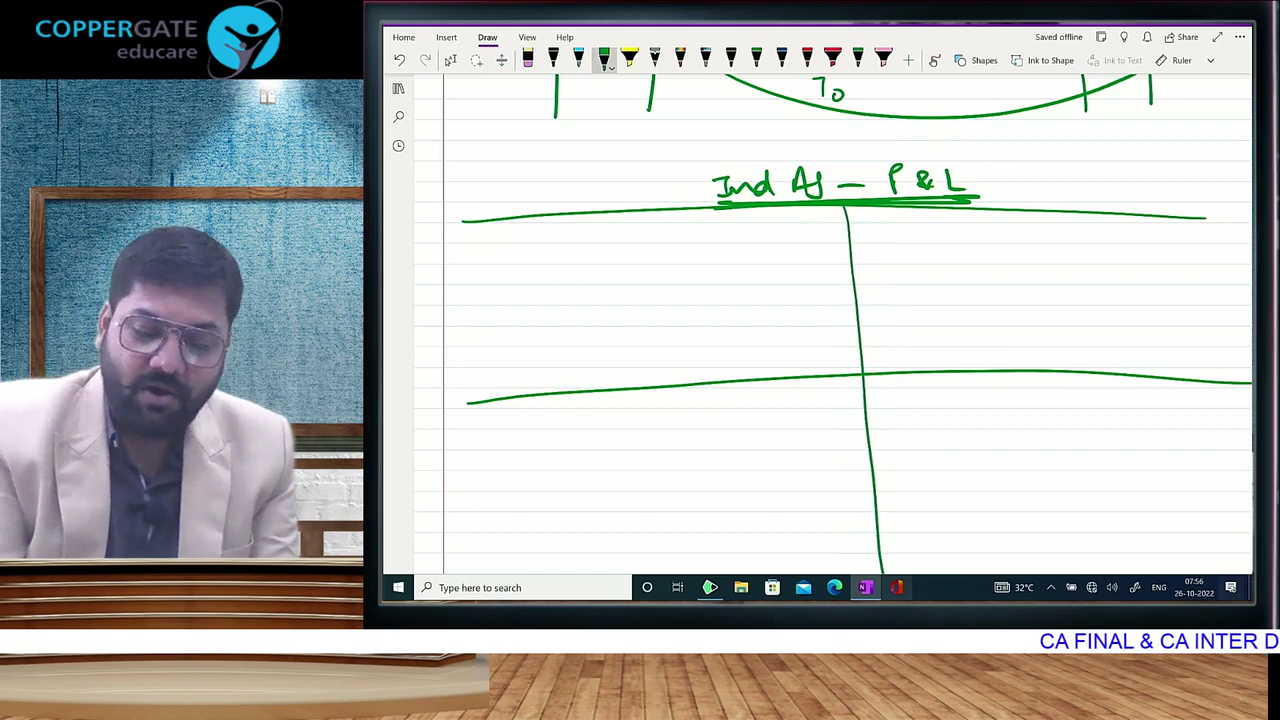 COPPERGATE
educare
Home Insert Draw View Help
Saved offline
Share
Shapes
Ink to Shape
Ink to Text
Ruler
To
Ind AS - P & L
Type here to search
32°C
ENG
07:56
26-10-2022
CA FINAL & CA INTER D